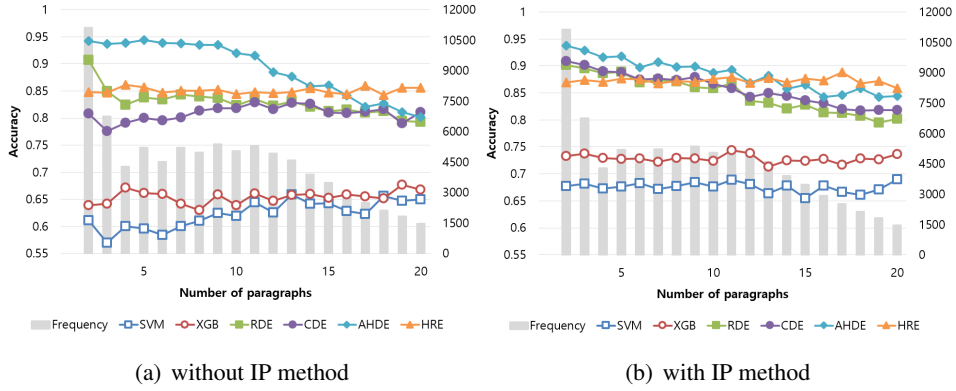 1 12000
0.95 10500
0.9 9000
0.85 7500
0.8 6000
0.75 4500
0.7 3000
0.65 1500
0.6 0
0.55
Accuracy
5 10 15 20
Number of paragraphs
Frequency SVM XGB RDE CDE AHDE HRE
(a) without IP method
1 12000
0.95 10500
0.9 9000
0.85 7500
0.8 6000
0.75 4500
0.7 3000
0.65 1500
0.6 0
0.55
Accuracy
5 10 15 20
Number of paragraphs
Frequency SVM XGB RDE CDE AHDE HRE
(b) with IP method